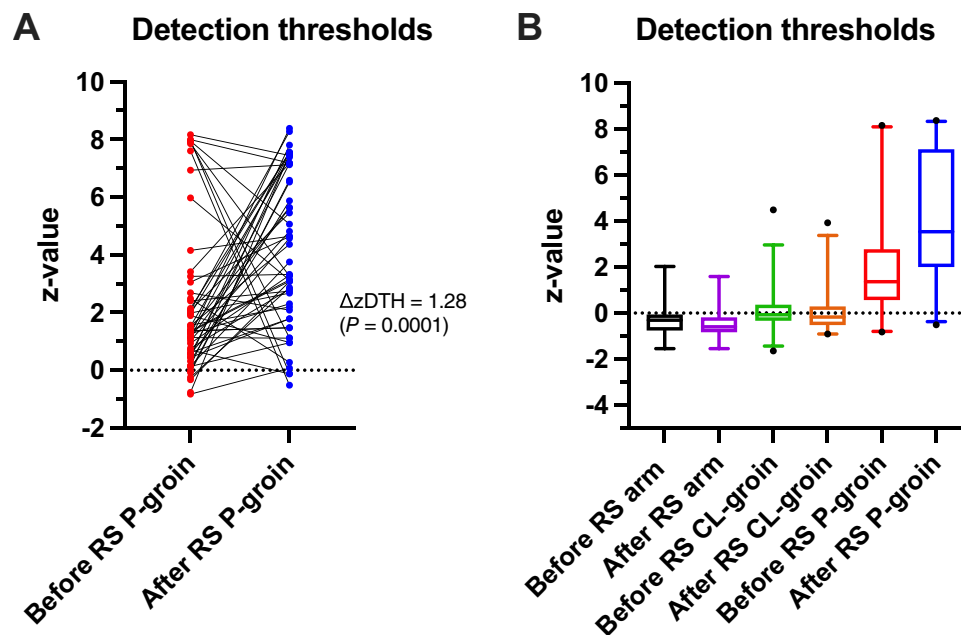 A
Detection thresholds
z-value
10
8
6
4
2
0
-2
ΔzDTH = 1.28
(P = 0.0001)
Before RS P-groin
After RS P-groin
B
Detection thresholds
z-value
10
8
6
4
2
0
-2
-4
Before RS arm
After RS arm
Before RS CL-groin
After RS CL-groin
Before RS P-groin
After RS P-groin